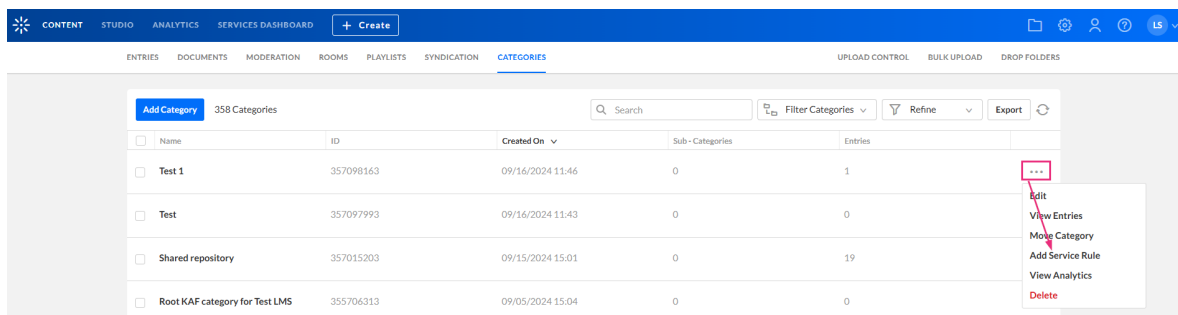 CONTENT STUDIO ANALYTICS SERVICES DASHBOARD + Create LS
ENTRIES DOCUMENTS MODERATION ROOMS PLAYLISTS SYNDICATION CATEGORIES UPLOAD CONTROL BULK UPLOAD DROP FOLDERS
Add Category 358 Categories Search Filter Categories Refine Export
Name ID Created On Sub - Categories Entries
Test 1 357098163 09/16/2024 11:46 0 1
Edit
Test 357097993 09/16/2024 11:43 0 0
View Entries
Move Category
Shared repository 357015203 09/15/2024 15:01 0 19
Add Service Rule
View Analytics
Root KAF category for Test LMS 355706313 09/05/2024 15:04 0 0
Delete